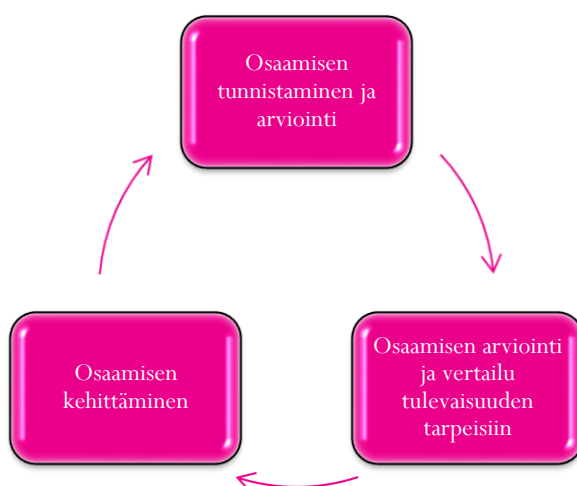 Osaamisen
tunnistaminen ja
arviointi
Osaamisen arviointi
ja vertailu
tulevaisuuden
tarpeisiin
Osaamisen
kehittäminen